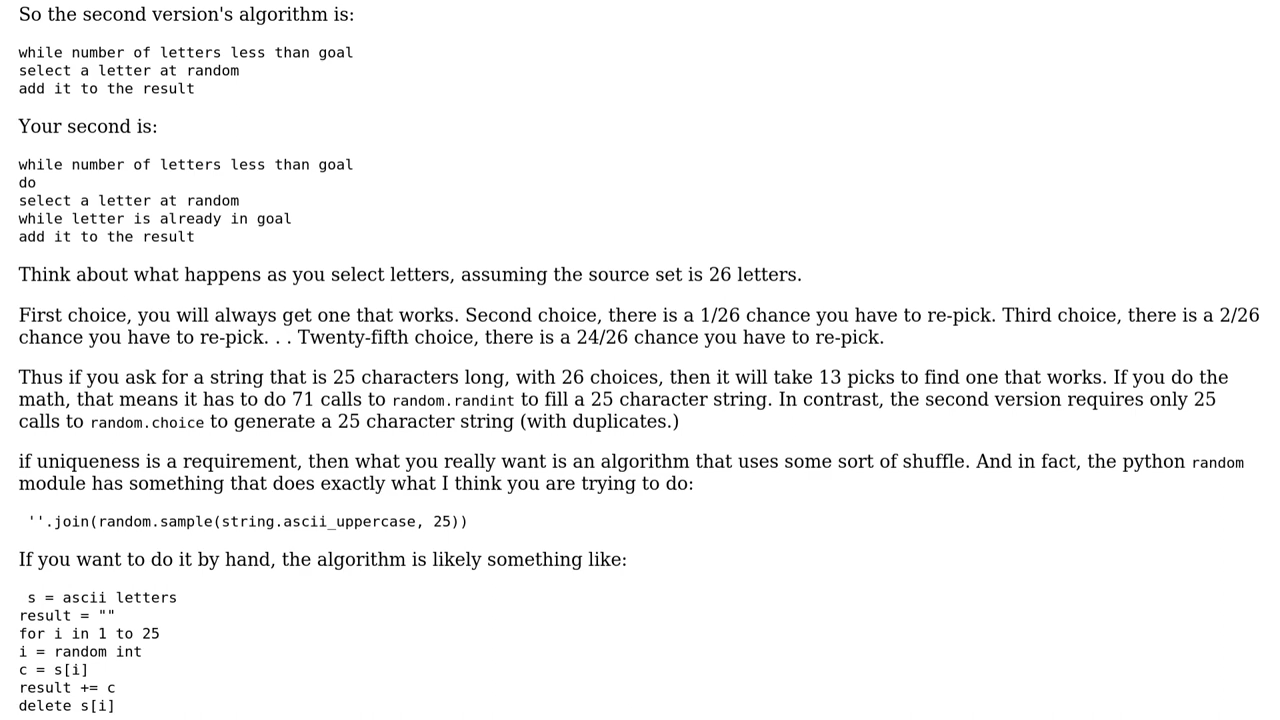 So the second version's algorithm is:
while number of letters less than goal
select a letter at random
add it to the result
Your second is:
while number of letters less than goal
do
select a letter at random
while letter is already in goal
add it to the result
Think about what happens as you select letters, assuming the source set is 26 letters.
First choice, you will always get one that works. Second choice, there is a 1/26 chance you have to re-pick. Third choice, there is a 2/26
chance you have to re-pick. . . Twenty-fifth choice, there is a 24/26 chance you have to re-pick.
Thus if you ask for a string that is 25 characters long, with 26 choices, then it will take 13 picks to find one that works. If you do the
math, that means it has to do 71 calls to random.randint to fill a 25 character string. In contrast, the second version requires only 25
calls to random.choice to generate a 25 character string (with duplicates.)
if uniqueness is a requirement, then what you really want is an algorithm that uses some sort of shuffle. And in fact, the python random
module has something that does exactly what I think you are trying to do:
''.join(random.sample(string.ascii_uppercase, 25))
If you want to do it by hand, the algorithm is likely something like:
s = ascii letters
result = ""
for i in 1 to 25
i = random int
c = s[i]
result += c
delete s[i]